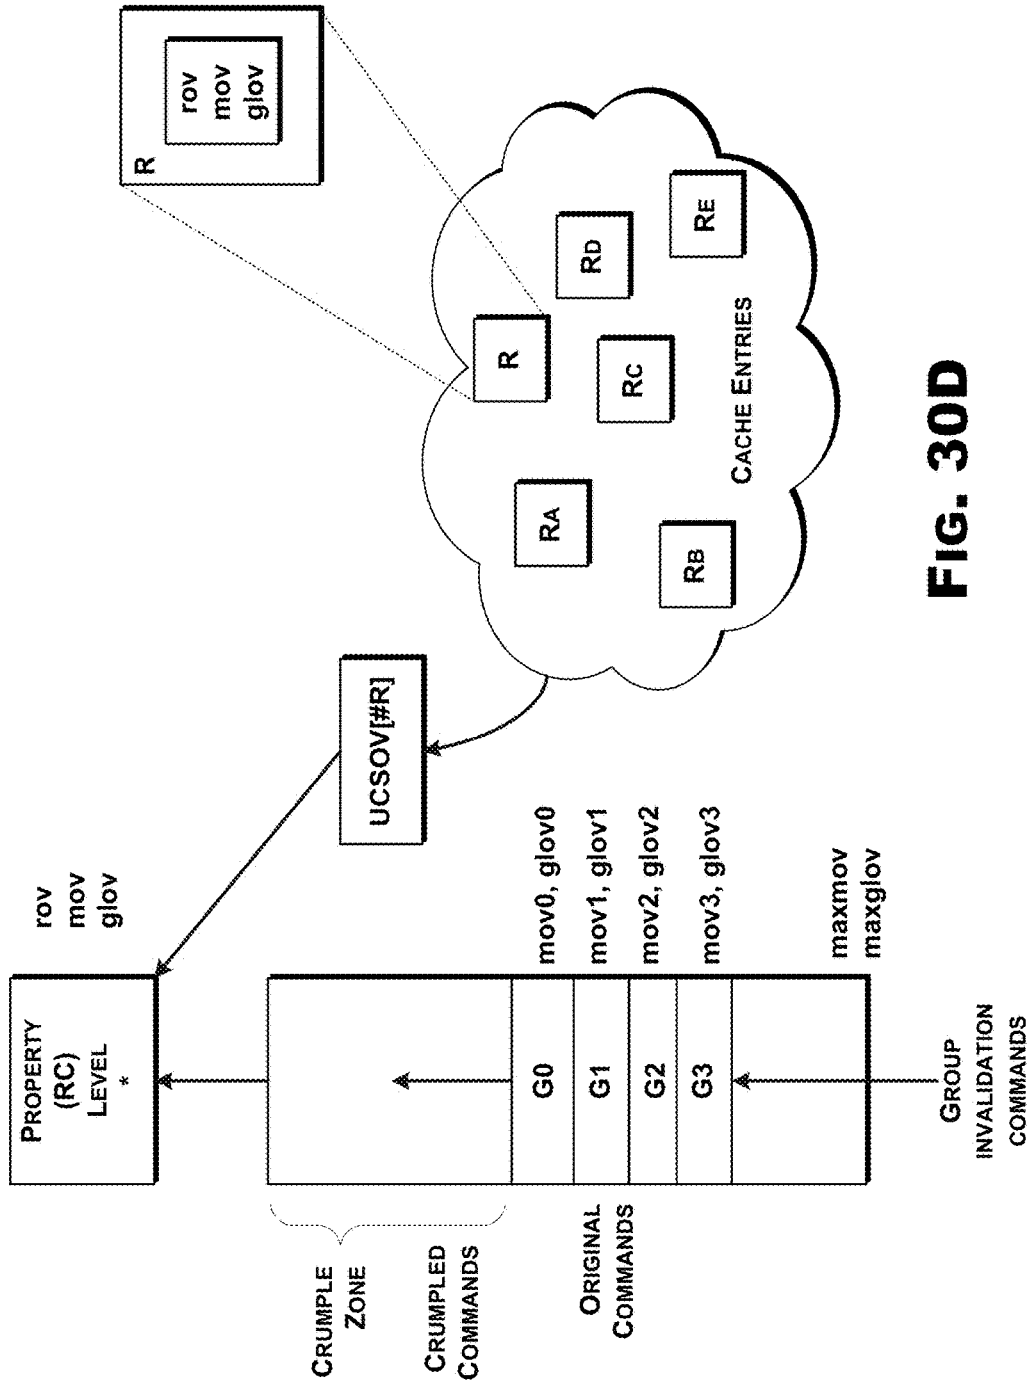 PROPERTY
(RC)
LEVEL
*
rov
mov
glov
R
rov
mov
glov
UCSOV[#R]
CRUMPLE
ZONE
CRUMPLED
COMMANDS
ORIGINAL
COMMANDS
G0
mov0, glov0
G1
mov1, glov1
G2
mov2, glov2
G3
mov3, glov3
maxmov
maxglov
GROUP
INVALIDATION
COMMANDS
R
RA
RD
RC
RB
RE
CACHE ENTRIES
FIG. 30D